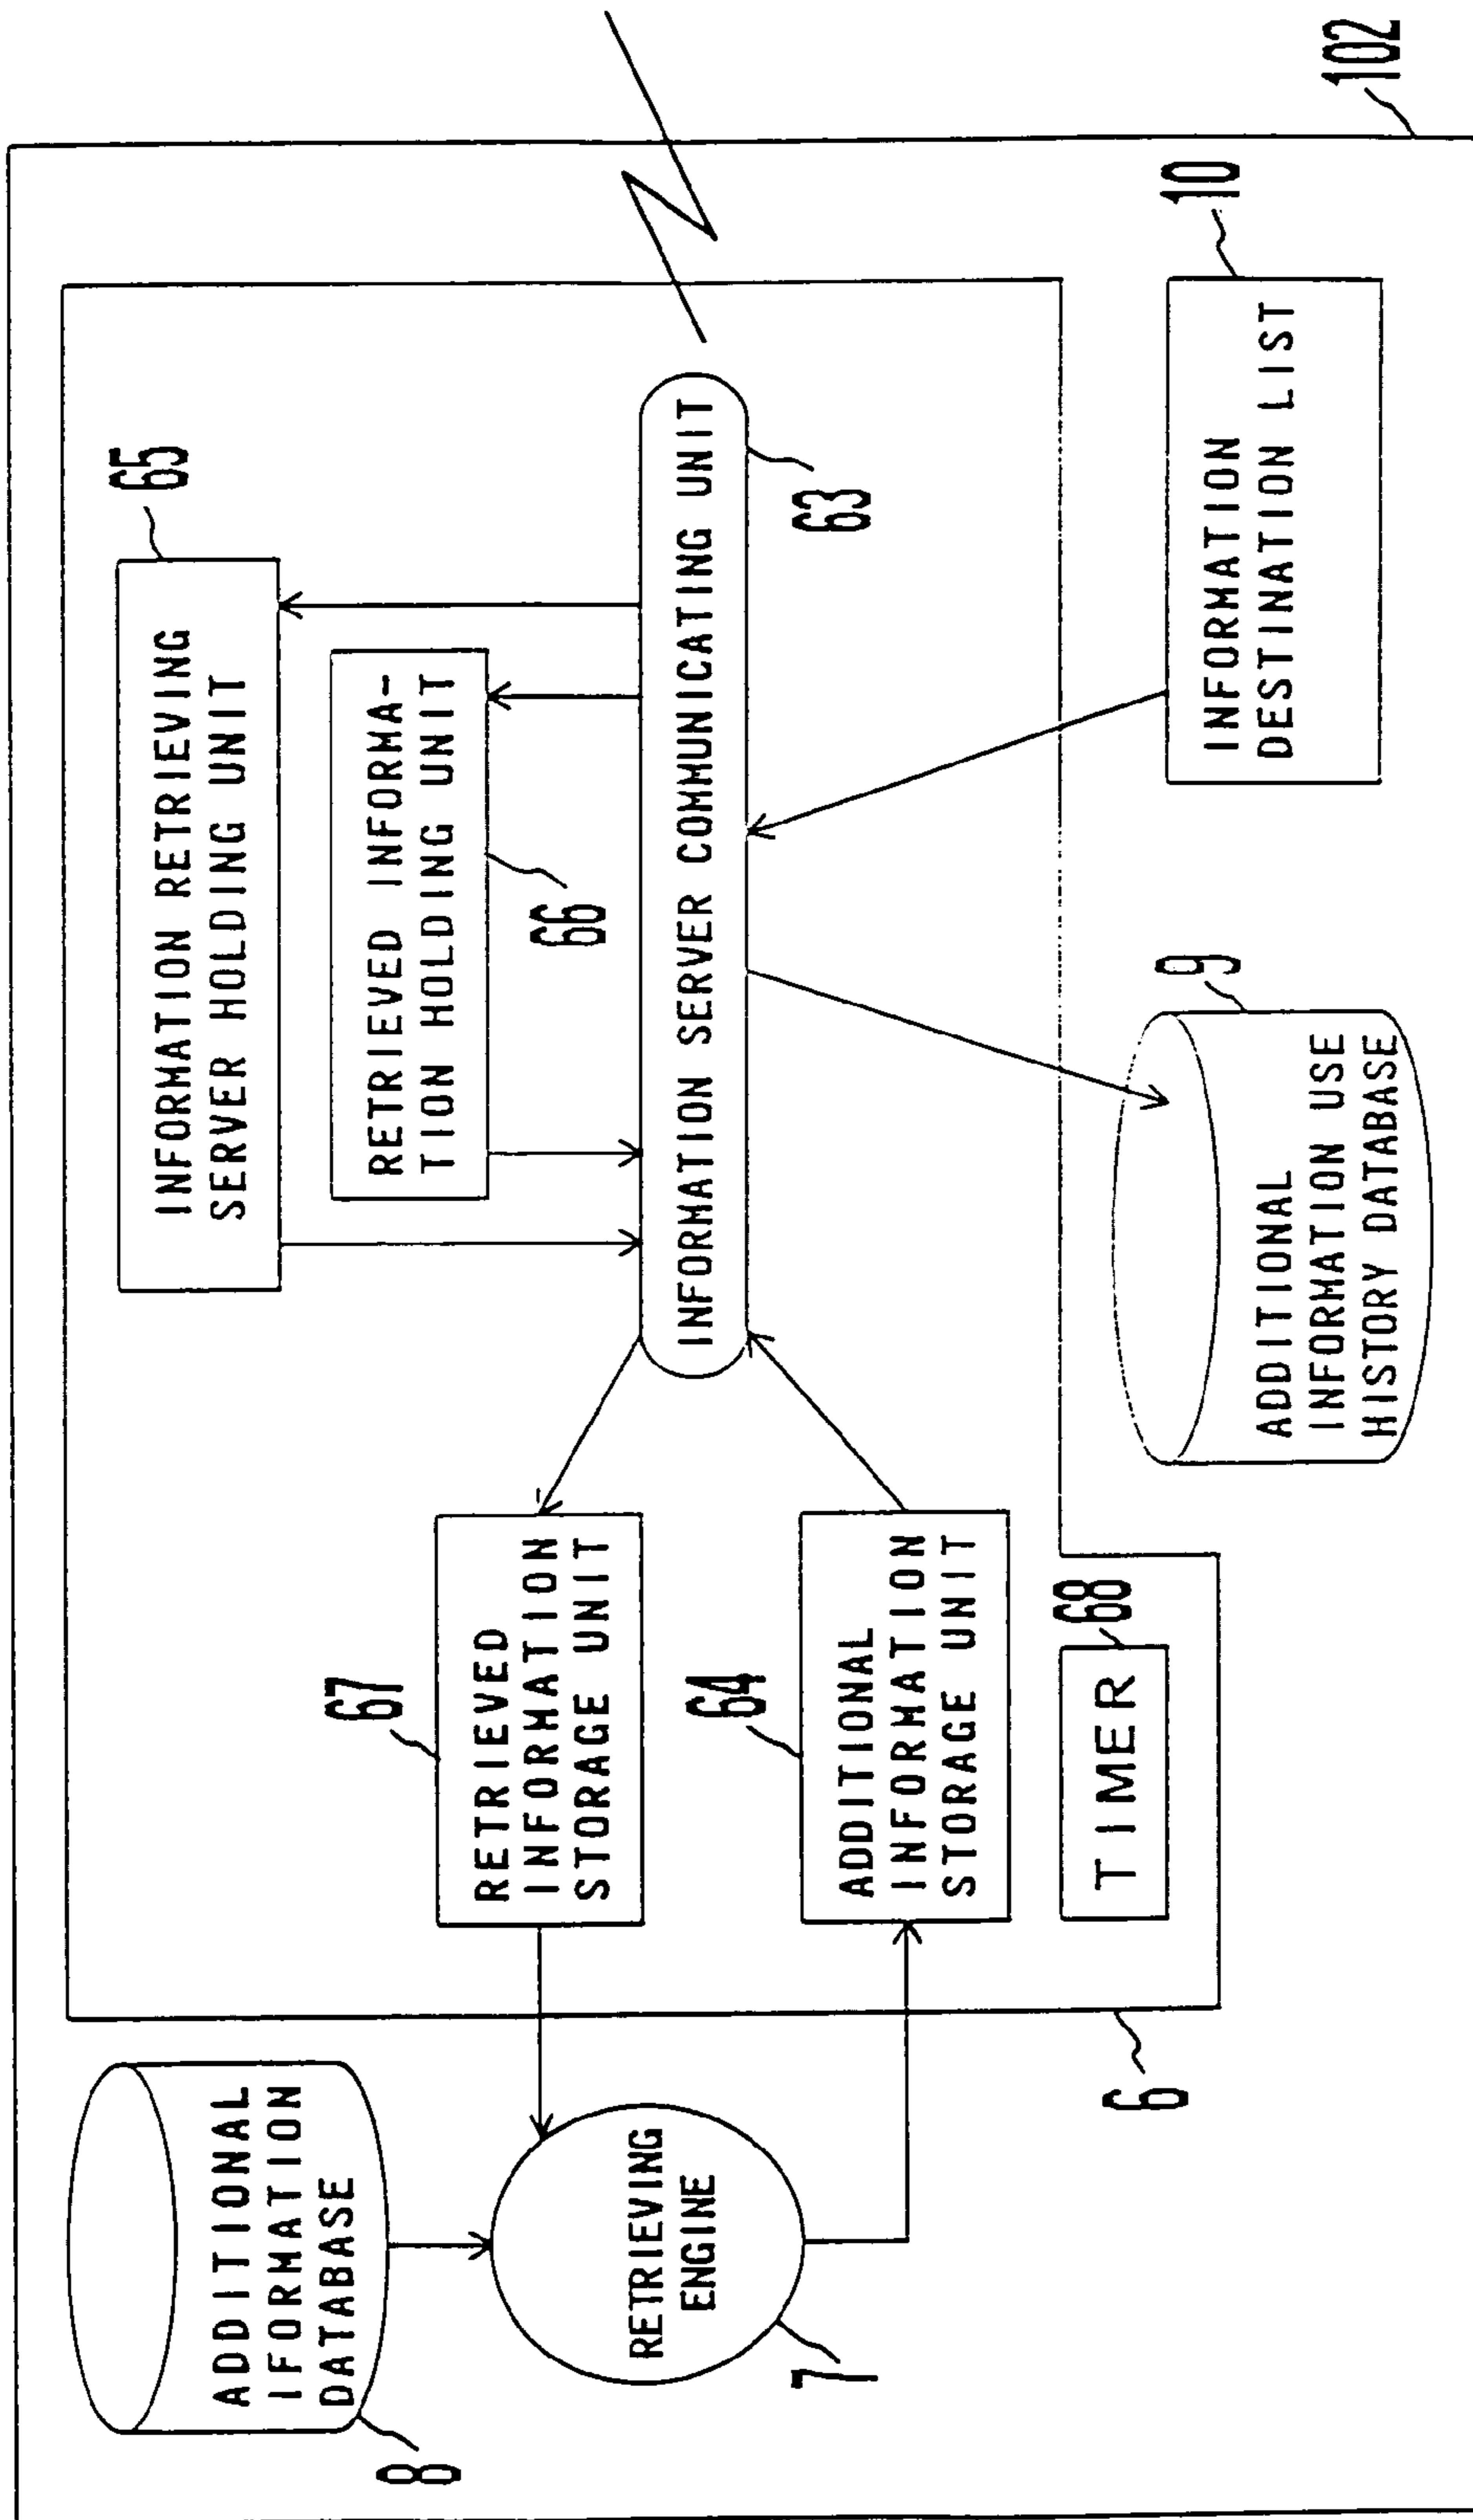 102
65
INFORMATION RETRIEVING
SERVER HOLDING UNIT
RETRIEVED INFORMA-
TION HOLDING UNIT
66
INFORMATION SERVER COMMUNICATING UNIT
63
10
INFORMATION
DESTINATION LIST
9
ADDITIONAL
INFORMATION USE
HISTORY DATABASE
67
RETRIEVED
INFORMATION
STORAGE UNIT
64
ADDITIONAL
INFORMATION
STORAGE UNIT
68
TIMER
6
ADDITIONAL
IFORMATION
DATABASE
8
RETRIEVING
ENGINE
7